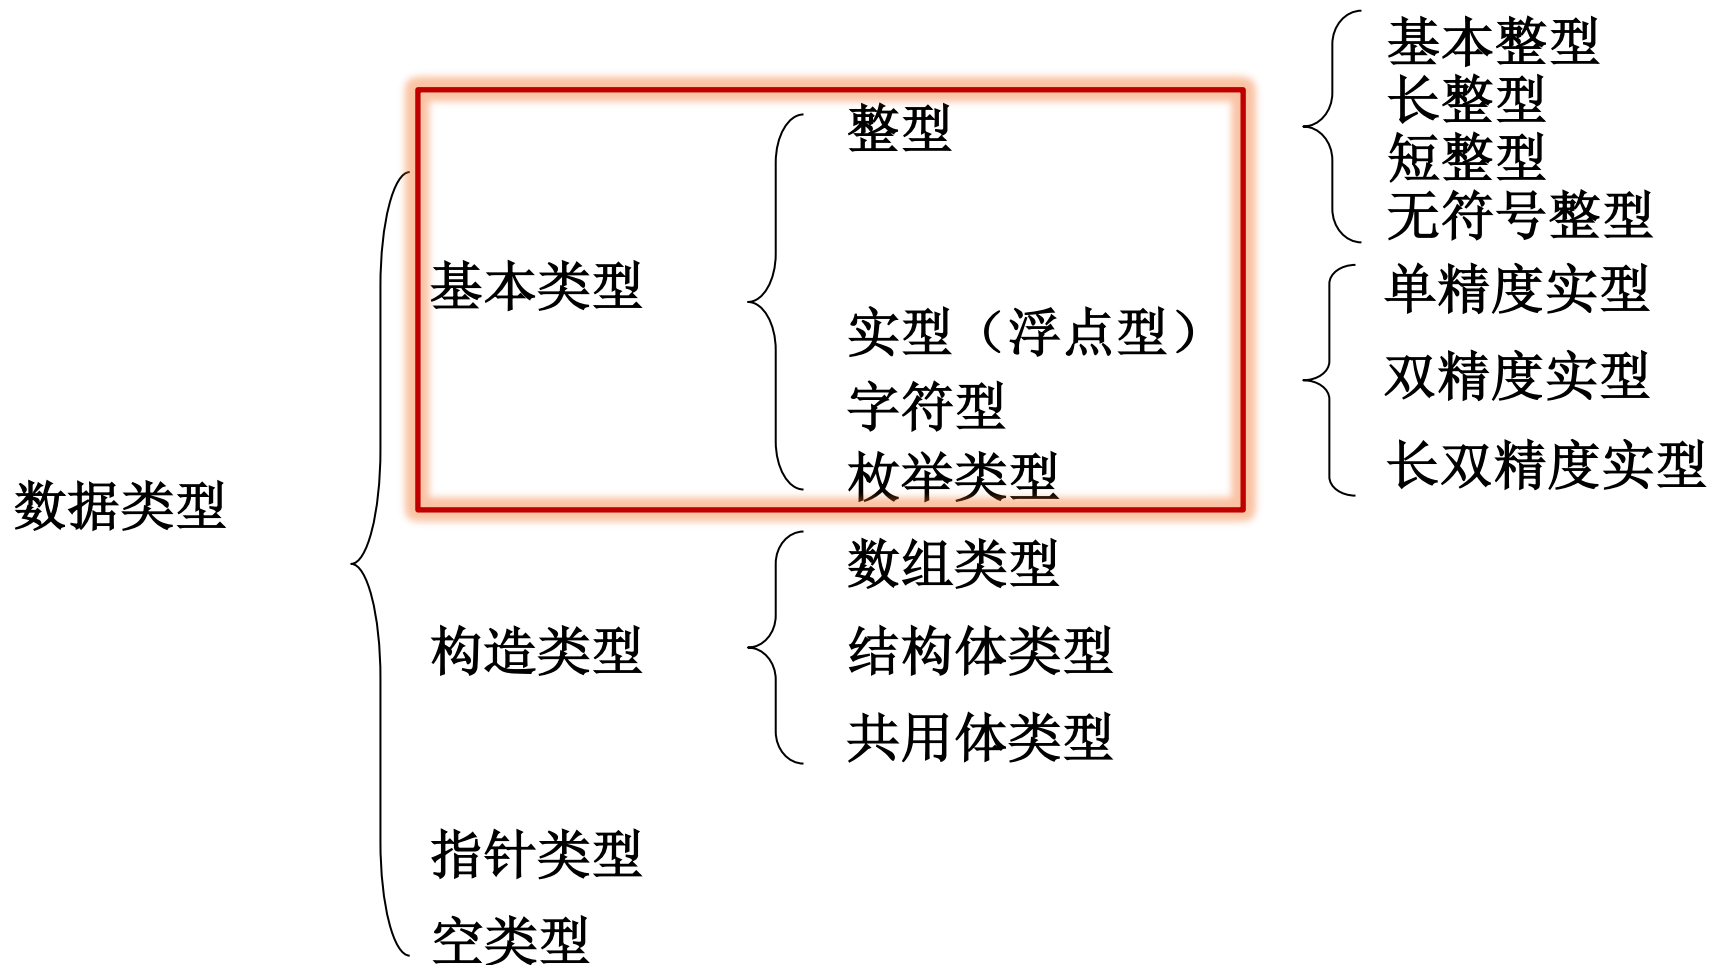 数据类型
基本类型
整型
基本整型
长整型
短整型
无符号整型
实型（浮点型）
单精度实型
双精度实型
长双精度实型
字符型
枚举类型
构造类型
数组类型
结构体类型
共用体类型
指针类型
空类型